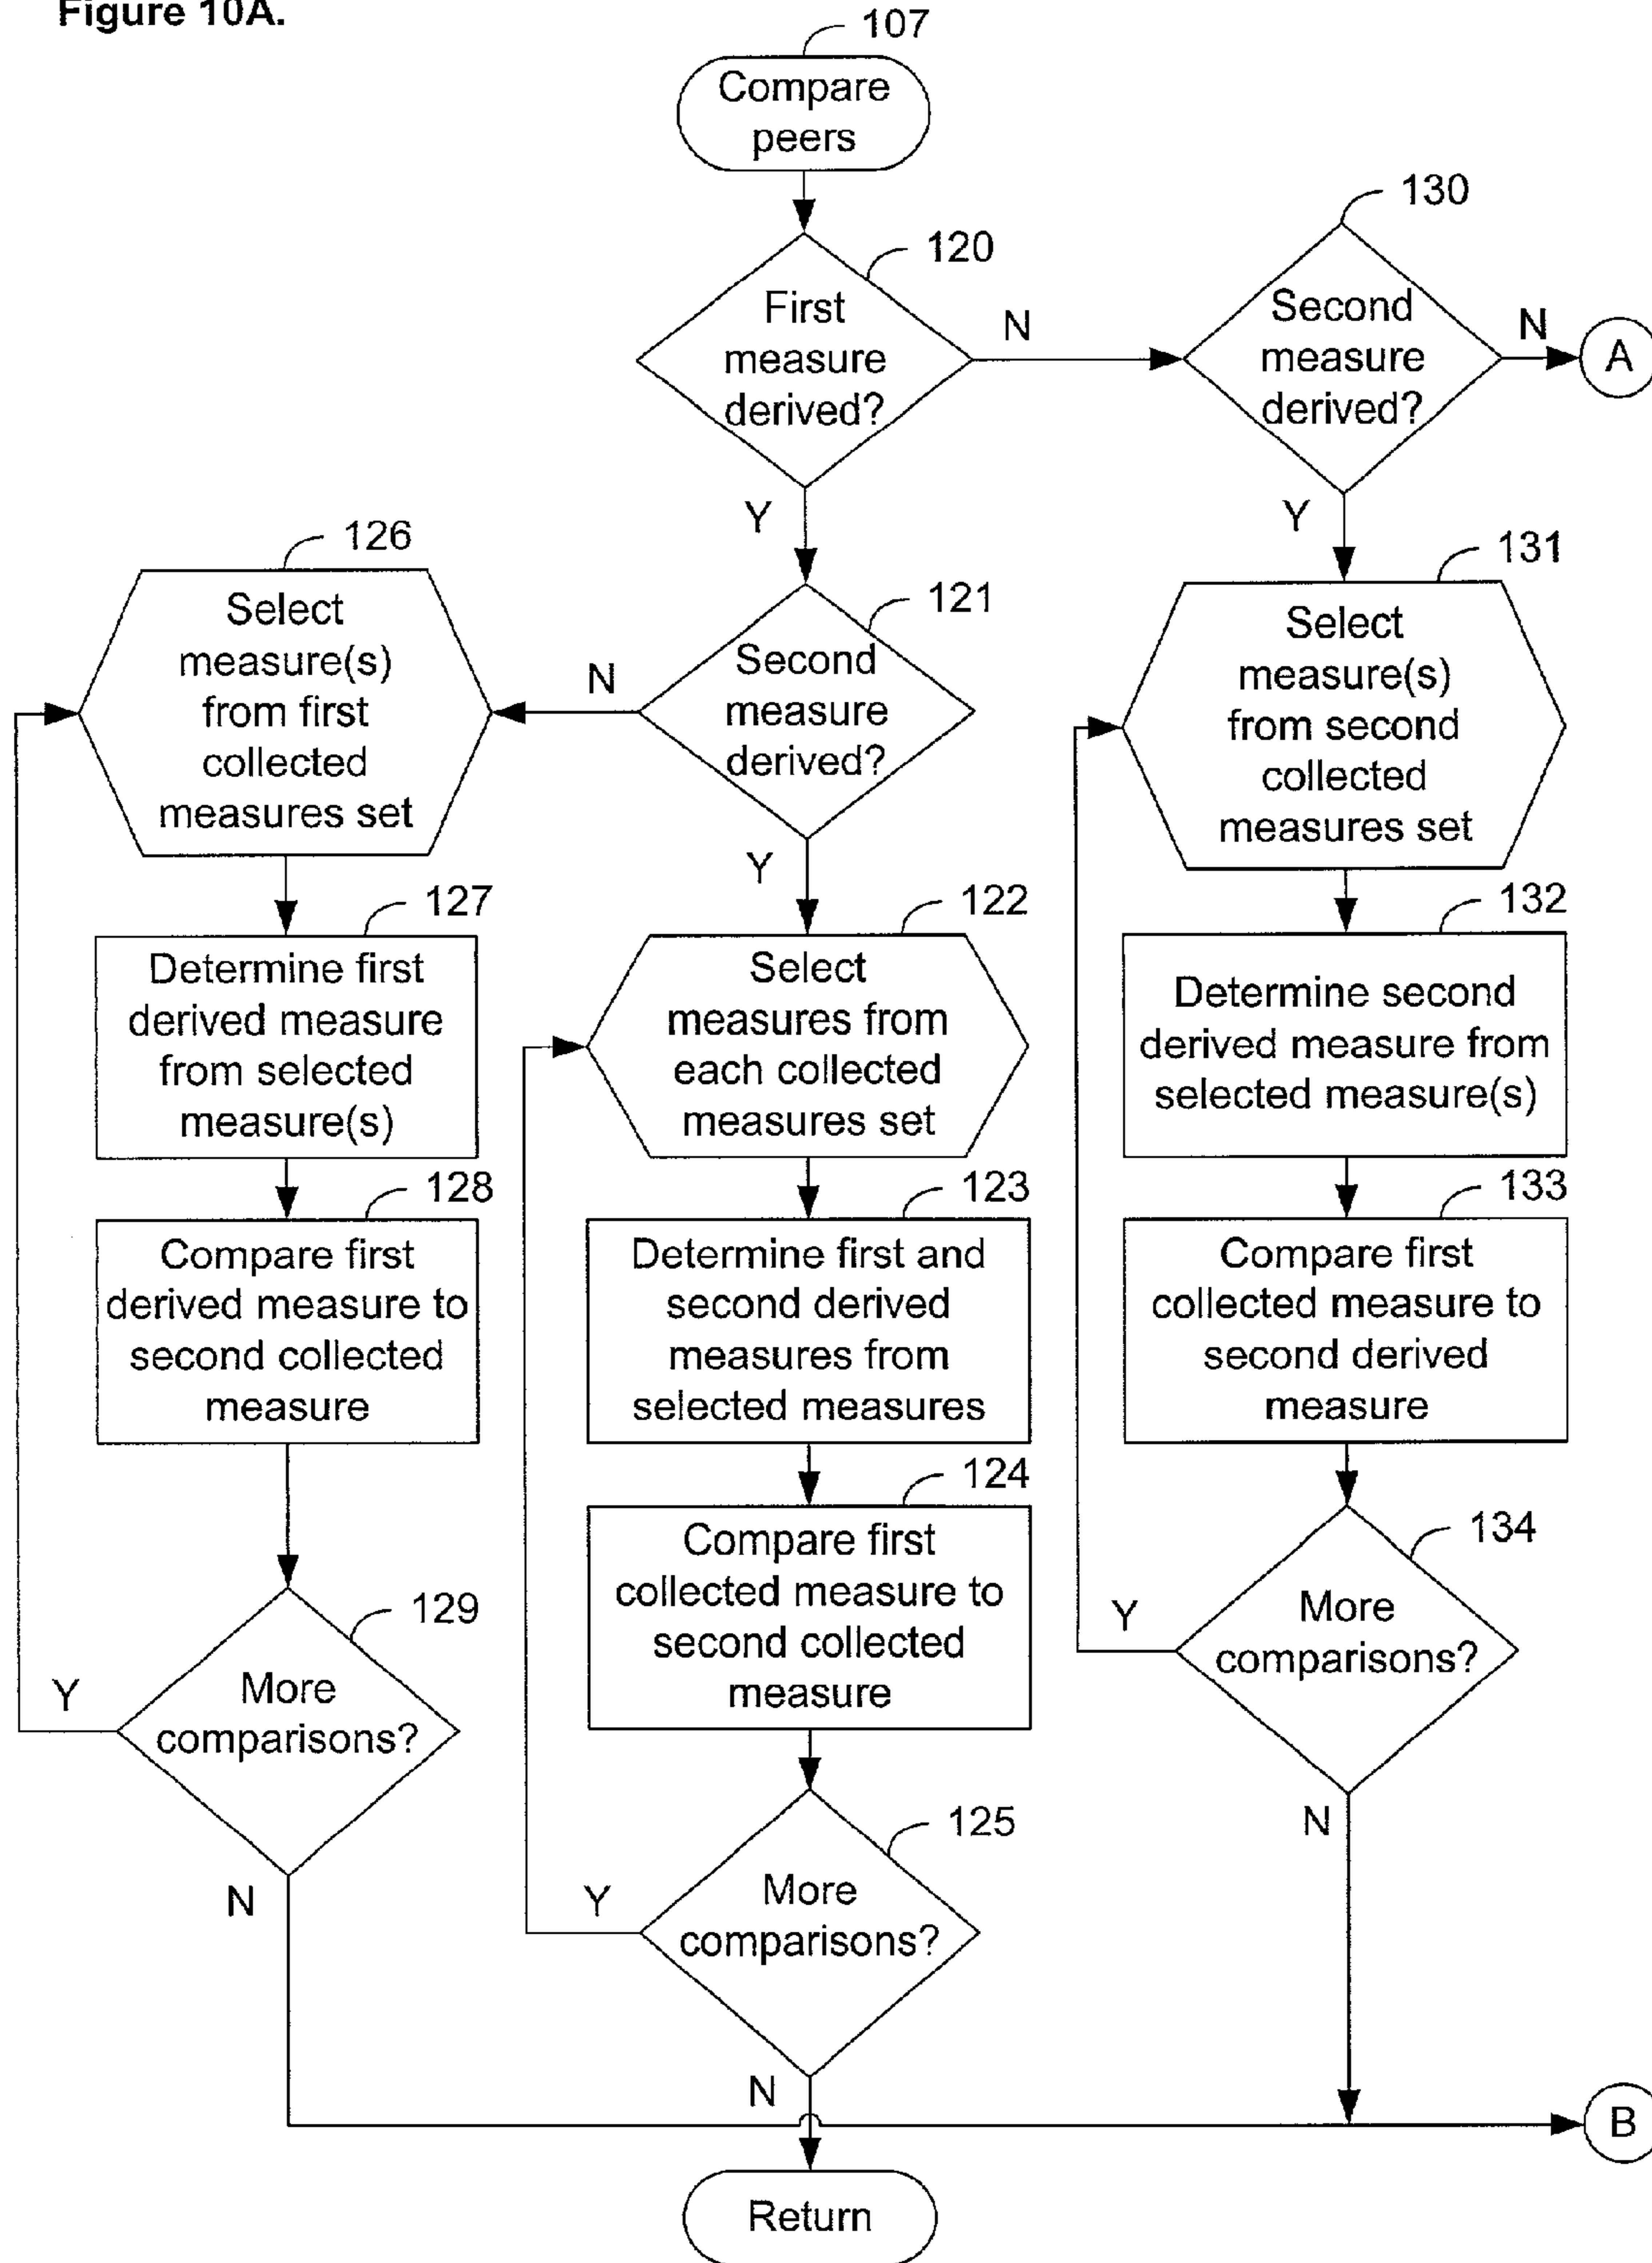 Figure 10A.
107
Compare
peers
120
First
measure
derived?
N
130
Second
measure
derived?
N
A
Y
Y
126
Select
measure(s)
from first
collected
measures set
121
Second
measure
derived?
N
Y
131
Select
measure(s)
from second
collected
measures set
127
Determine first
derived measure
from selected
measure(s)
122
Select
measures from
each collected
measures set
132
Determine second
derived measure from
selected measure(s)
128
Compare first
derived measure to
second collected
measure
123
Determine first and
second derived
measures from
selected measures
133
Compare first
collected measure to
second derived
measure
124
Compare first
collected measure to
second collected
measure
134
More
comparisons?
Y
N
129
More
comparisons?
Y
N
125
More
comparisons?
Y
N
B
Return